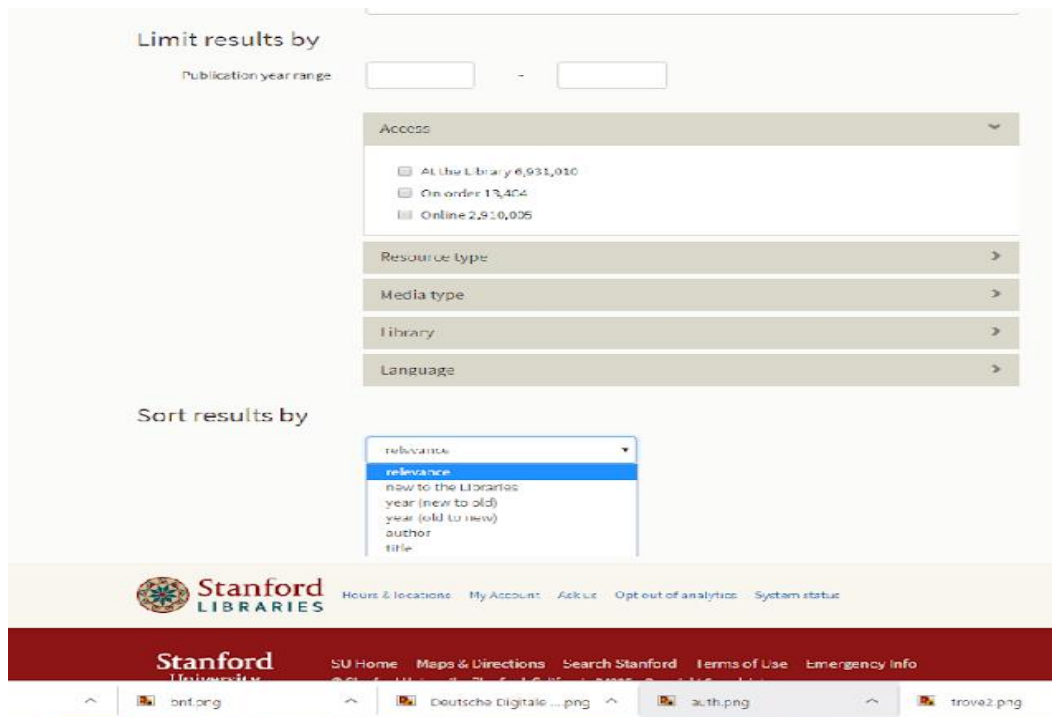 Limit results by
Publication year range -
Access
At the Library 6,931,010
On order 13,404
Online 2,910,005
Resource type
Media type
Library
Language
Sort results by
relevance
relevance
new to the Libraries
year (new to old)
year (old to new)
author
title
Stanford
LIBRARIES
Hours & locations My Account Ask us Opt out of analytics System status
Stanford
University
SU Home Maps & Directions Search Stanford Terms of Use Emergency Info
bnf.png Deutsche Digitale ....png auth.png trove2.png